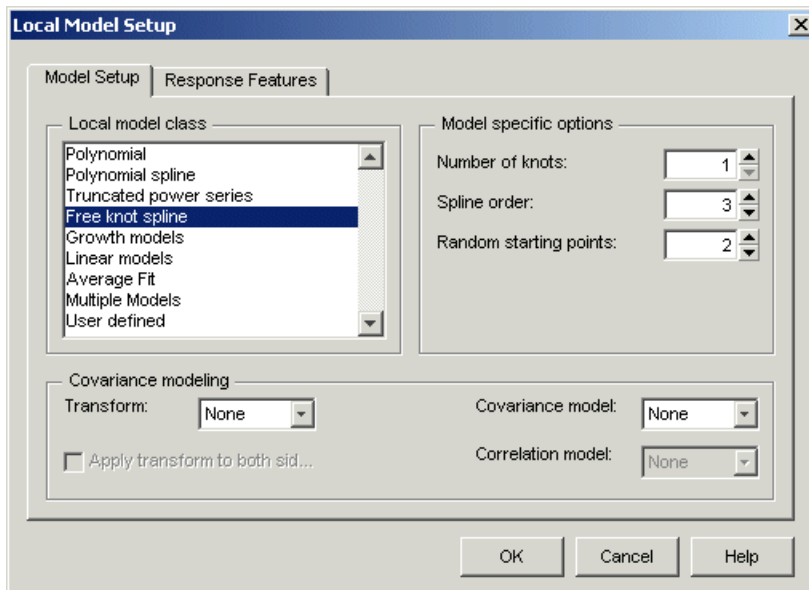 Local Model Setup
Model Setup
Response Features
Local model class
Polynomial
Polynomial spline
Truncated power series
Free knot spline
Growth models
Linear models
Average Fit
Multiple Models
User defined
Model specific options
Number of knots: 1
Spline order: 3
Random starting points: 2
Covariance modeling
Transform: None
Apply transform to both sid...
Covariance model: None
Correlation model: None
OK
Cancel
Help